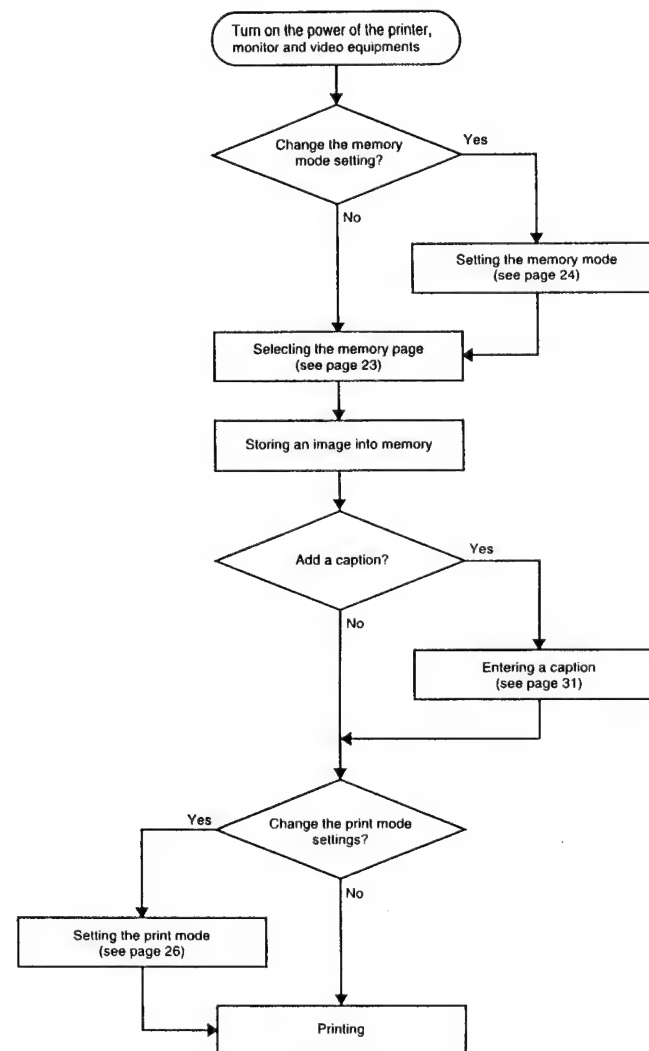 Turn on the power of the printer,
monitor and video equipments
Change the memory
mode setting?
Yes
No
Setting the memory mode
(see page 24)
Selecting the memory page
(see page 23)
Storing an image into memory
Add a caption?
Yes
No
Entering a caption
(see page 31)
Change the print mode
settings?
Yes
No
Setting the print mode
(see page 26)
Printing